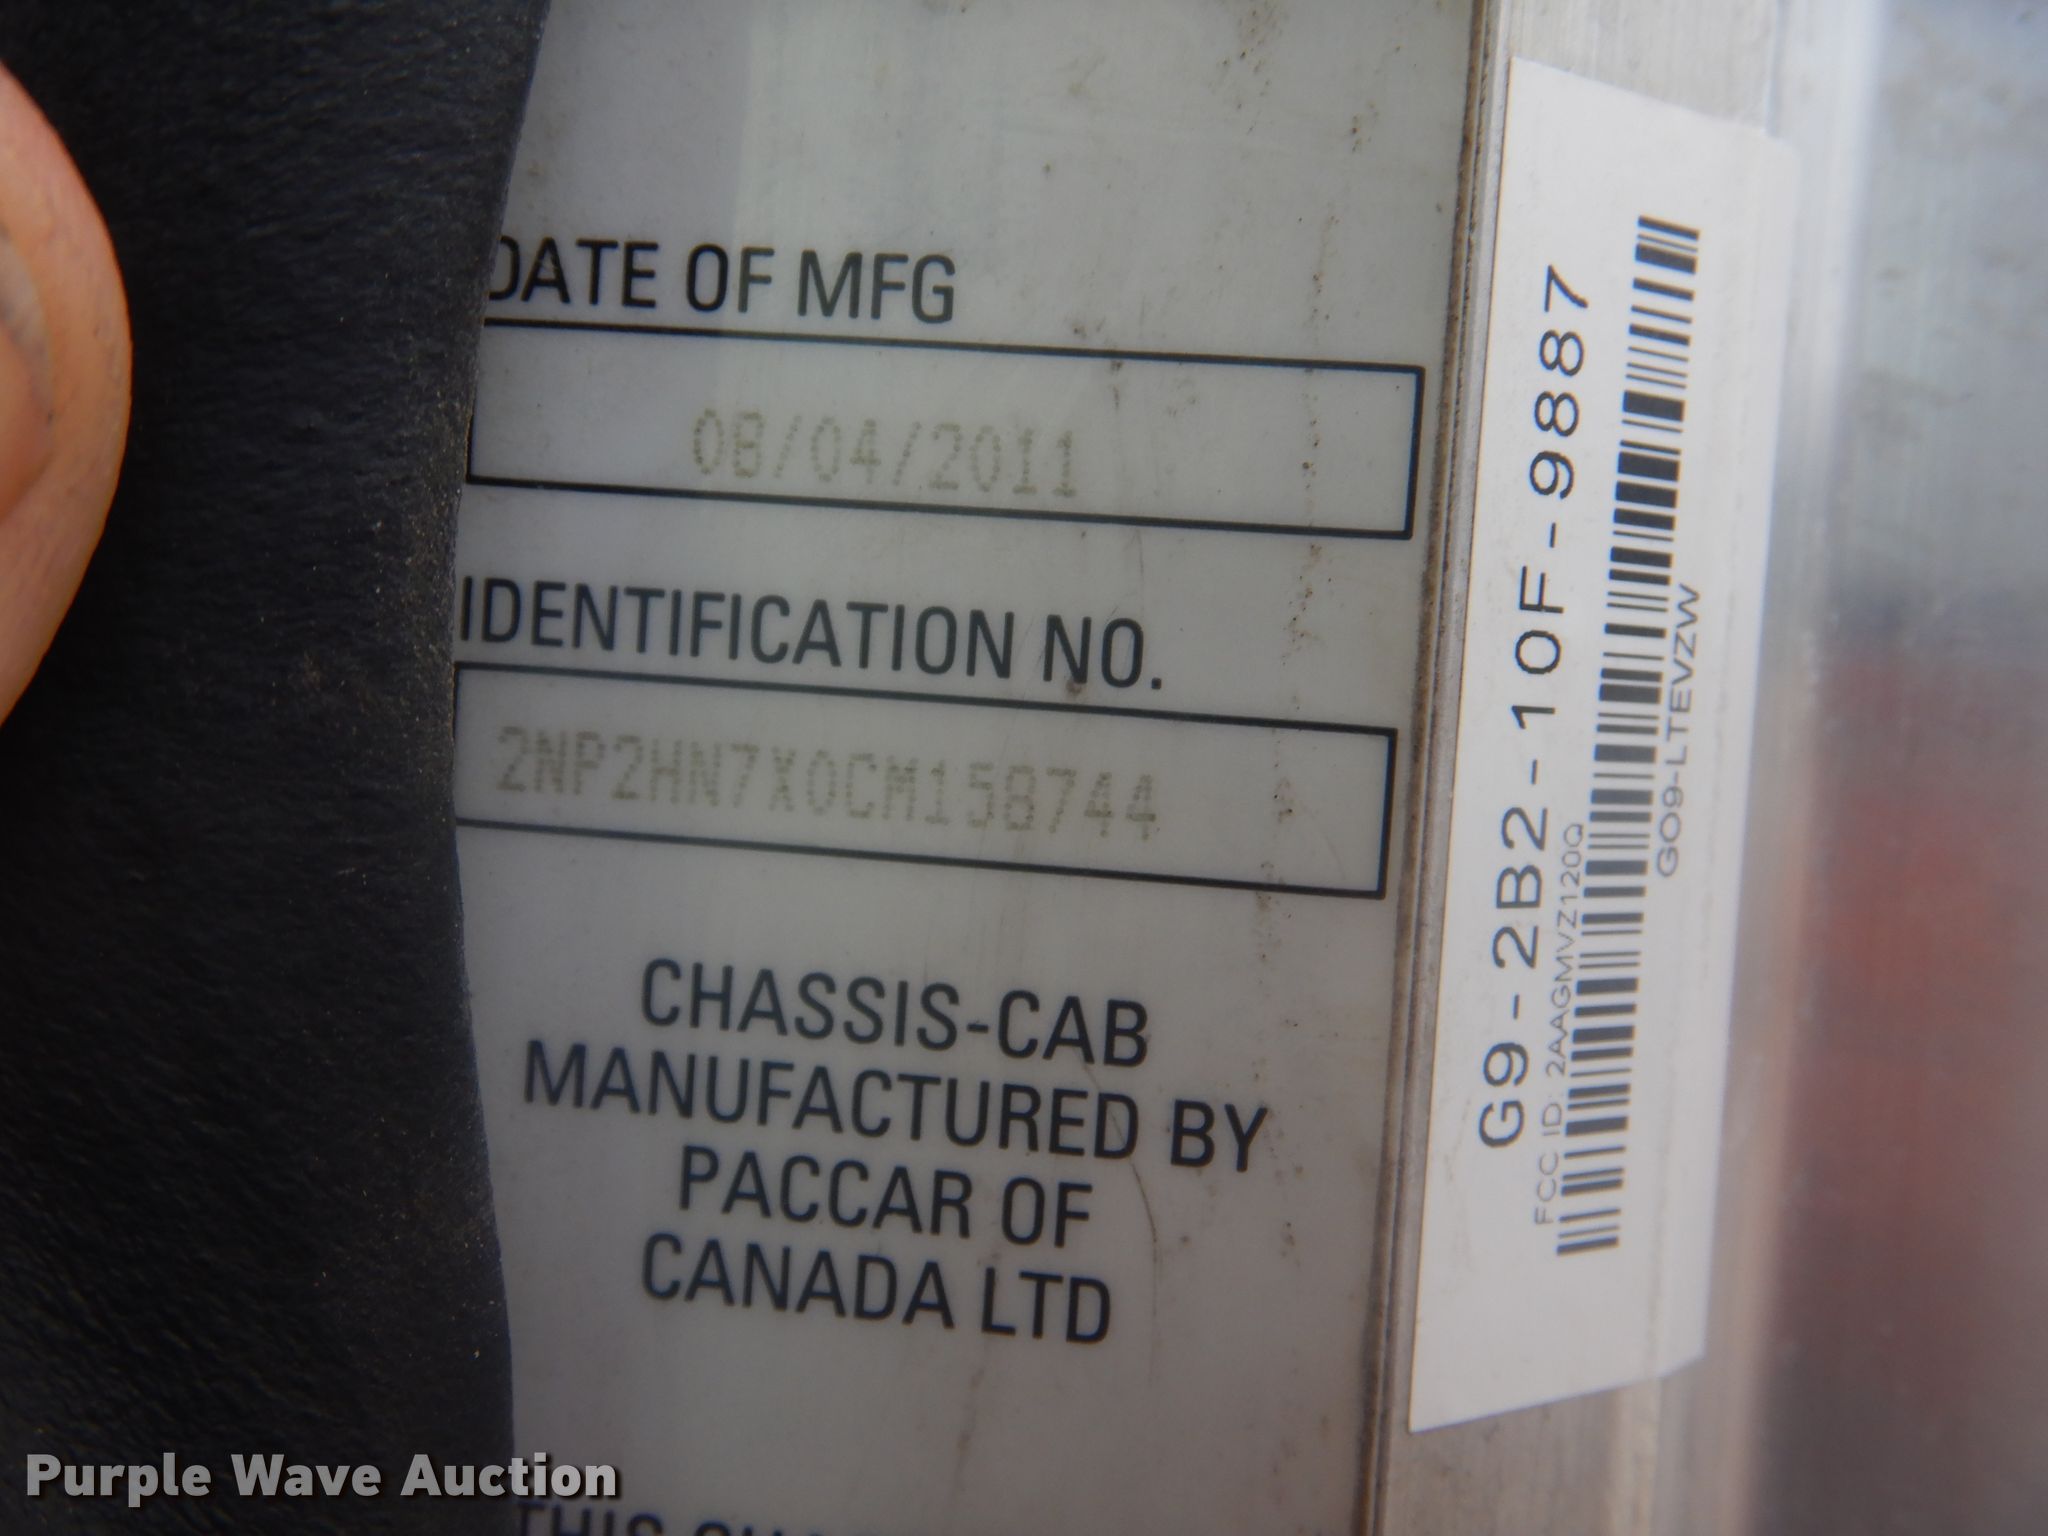 DATE OF MFG
08/04/2011
IDENTIFICATION NO.
2NP2HN7X0CM158744
CHASSIS-CAB
MANUFACTURED BY
PACCAR OF
CANADA LTD
THIS
G9-2B2-10F-9887
FCC ID: 2AAGMVZ120Q
GO9-LTEVZW
Purple Wave Auction